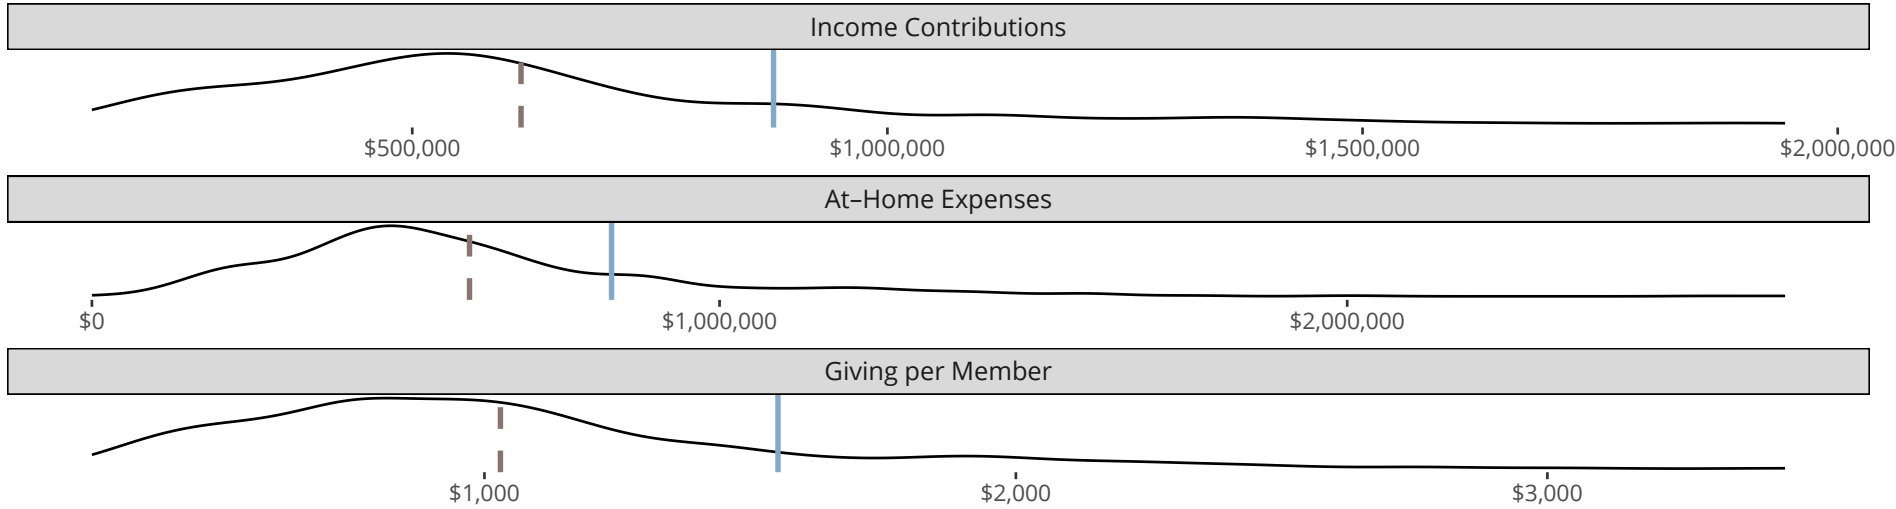 Income Contributions
$500,000 $1,000,000 $1,500,000 $2,000,000
At–Home Expenses
$0 $1,000,000 $2,000,000
Giving per Member
$1,000 $2,000 $3,000